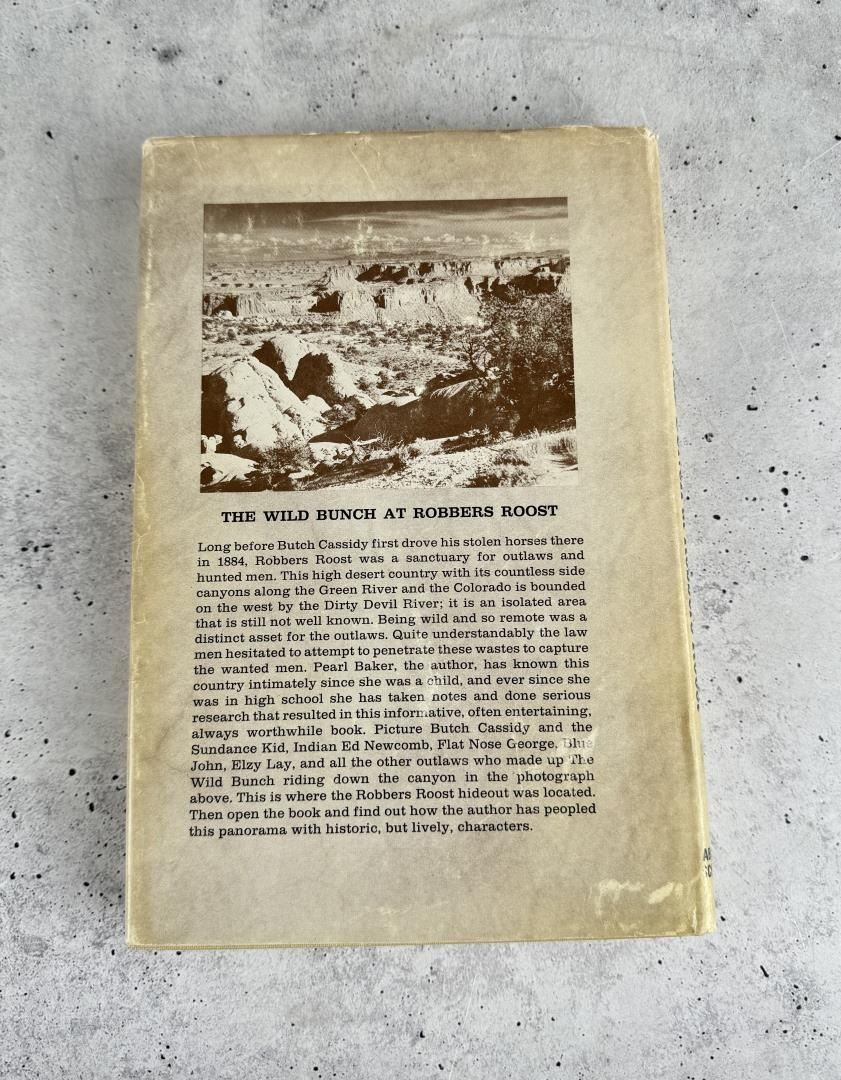 THE WILD BUNCH AT ROBBERS ROOST
Long before Butch Cassidy first drove his stolen horses there
in 1884, Robbers Roost was a sanctuary for outlaws and
hunted men. This high desert country with its countless side
canyons along the Green River and the Colorado is bounded
on the west by the Dirty Devil River; it is an isolated area
that is still not well known. Being wild and so remote was a
distinct asset for the outlaws. Quite understandably the law
men hesitated to attempt to penetrate these wastes to capture
the wanted men. Pearl Baker, the author, has known this
country intimately since she was a child, and ever since she
was in high school she has taken notes and done serious
research that resulted in this informative, often entertaining,
always worthwhile book. Picture Butch Cassidy and the
Sundance Kid, Indian Ed Newcomb, Flat Nose George, Blue
John, Elzy Lay, and all the other outlaws who made up The
Wild Bunch riding down the canyon in the photograph
above. This is where the Robbers Roost hideout was located.
Then open the book and find out how the author has peopled
this panorama with historic, but lively, characters.